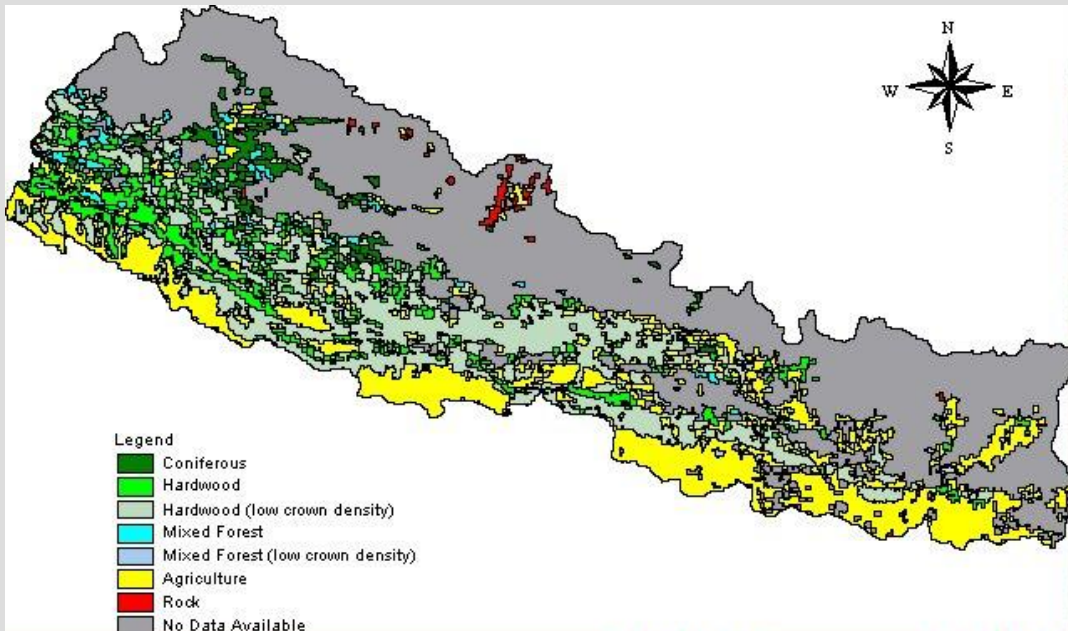 N
W E
S
Legend
Coniferous
Hardwood
Hardwood (low crown density)
Mixed Forest
Mixed Forest (low crown density)
Agriculture
Rock
No Data Available